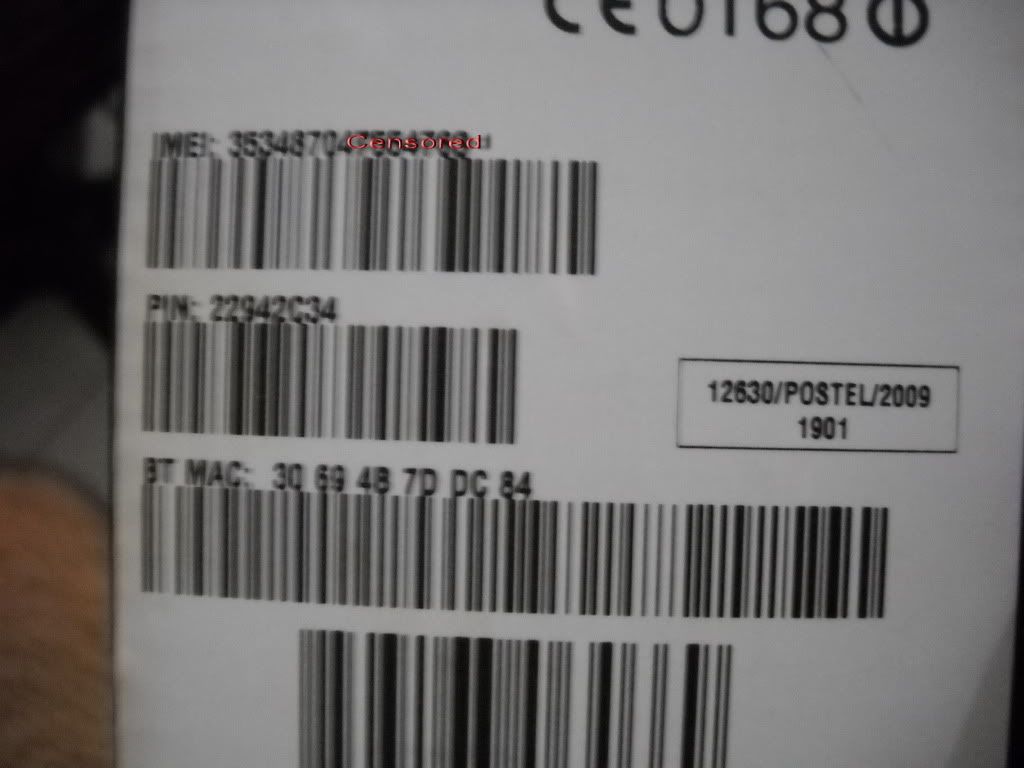 CE0168
IMEI: Censored
PIN: 22942C34
12630/POSTEL/2009
1901
BT MAC: 30 69 4B 7D DC 84